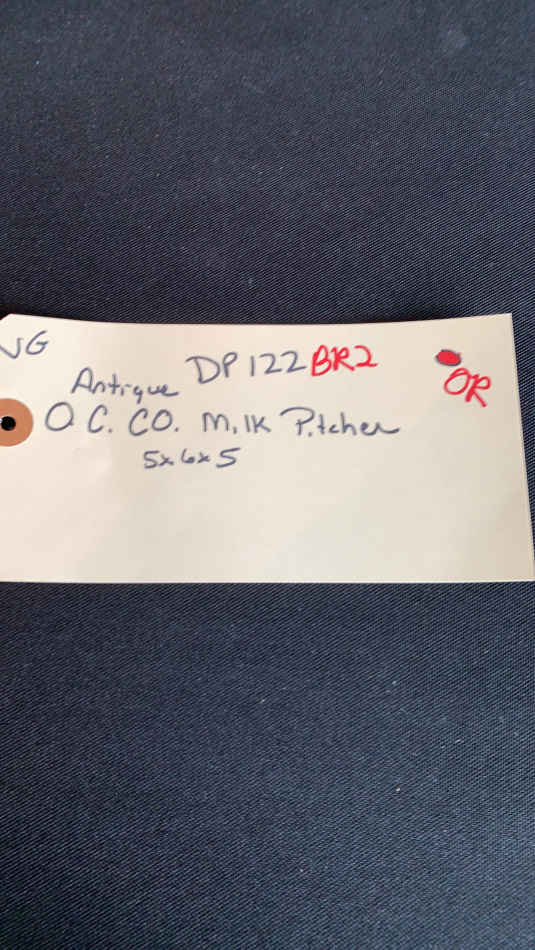 VG
DP122 BR2
OR
Antique
O.C. CO. Milk Pitcher
5x6x5